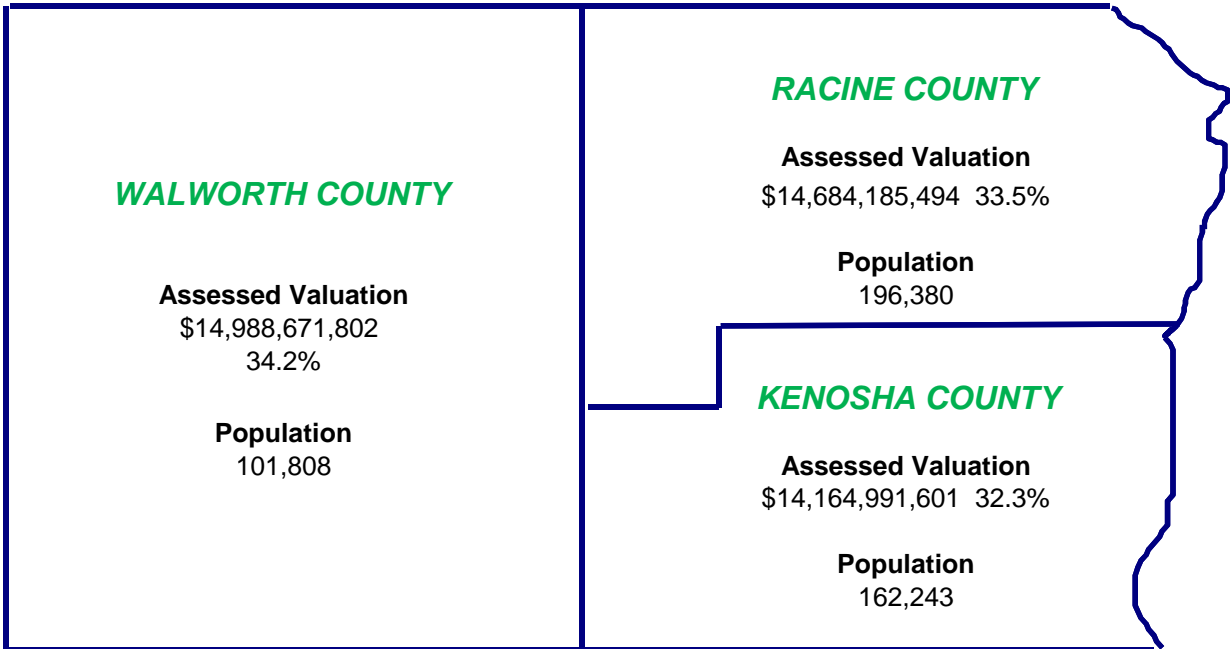 WALWORTH COUNTY
Assessed Valuation
$14,988,671,802
34.2%
Population
101,808
RACINE COUNTY
Assessed Valuation
$14,684,185,494 33.5%
Population
196,380
KENOSHA COUNTY
Assessed Valuation
$14,164,991,601 32.3%
Population
162,243